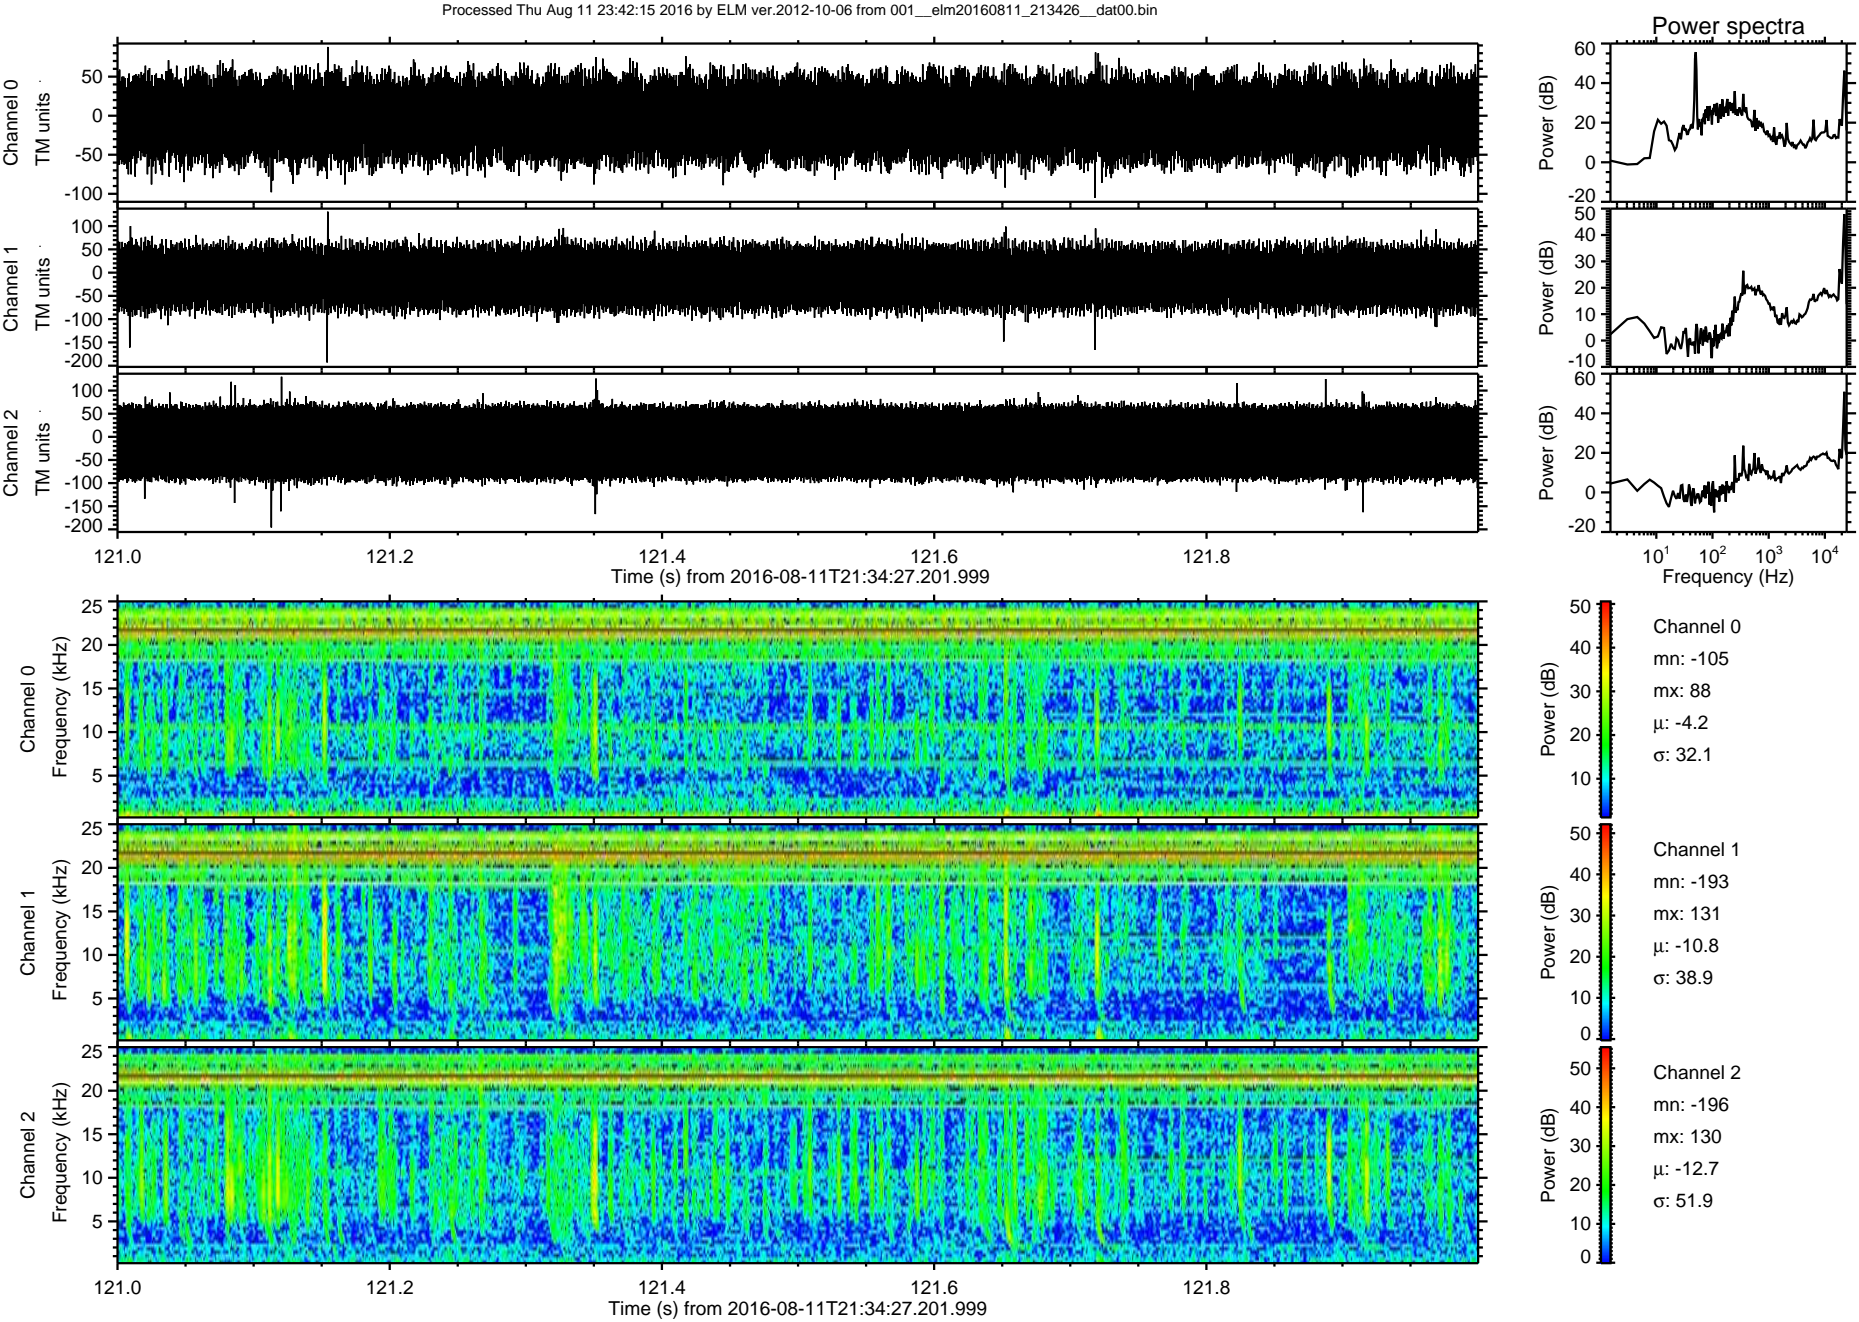 Processed Thu Aug 11 23:42:15 2016 by ELM ver.2012-10-06 from 001__elm20160811_213426__dat00.bin
Power spectra
Channel 0
TM units
50
0
-50
-100
Power (dB)
60
40
20
0
-20
Channel 1
TM units
100
50
0
-50
-100
-150
-200
Power (dB)
50
40
30
20
10
0
-10
Channel 2
TM units
100
50
0
-50
-100
-150
-200
Power (dB)
60
40
20
0
-20
121.0 121.2 121.4 121.6 121.8
Time (s) from 2016-08-11T21:34:27.201.999
10¹ 10² 10³ 10⁴
Frequency (Hz)
Channel 0
Frequency (kHz)
25
20
15
10
5
Power (dB)
50
40
30
20
10
Channel 0
mn: -105
mx: 88
μ: -4.2
σ: 32.1
Channel 1
Frequency (kHz)
25
20
15
10
5
Power (dB)
50
40
30
20
10
0
Channel 1
mn: -193
mx: 131
μ: -10.8
σ: 38.9
Channel 2
Frequency (kHz)
25
20
15
10
5
Power (dB)
50
40
30
20
10
0
Channel 2
mn: -196
mx: 130
μ: -12.7
σ: 51.9
121.0 121.2 121.4 121.6 121.8
Time (s) from 2016-08-11T21:34:27.201.999